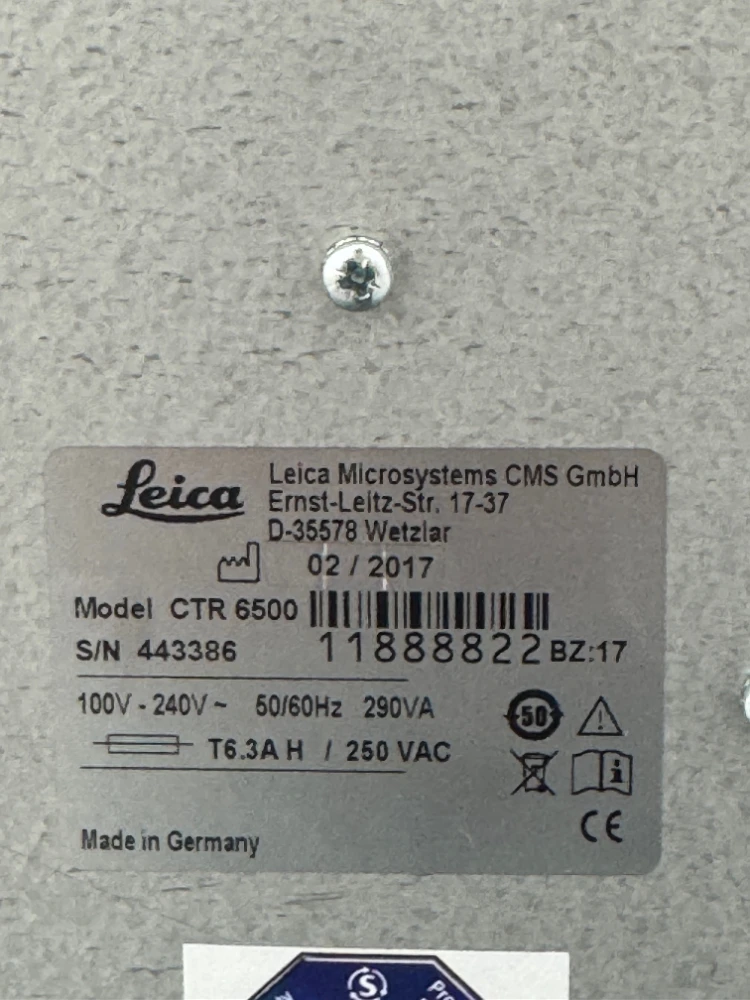 Leica
Leica Microsystems CMS GmbH
Ernst-Leitz-Str. 17-37
D-35578 Wetzlar
02 / 2017
Model CTR 6500
S/N 443386
11888822 BZ:17
100V - 240V ~ 50/60Hz 290VA
50
T6.3A H / 250 VAC
i
CE
Made in Germany
S